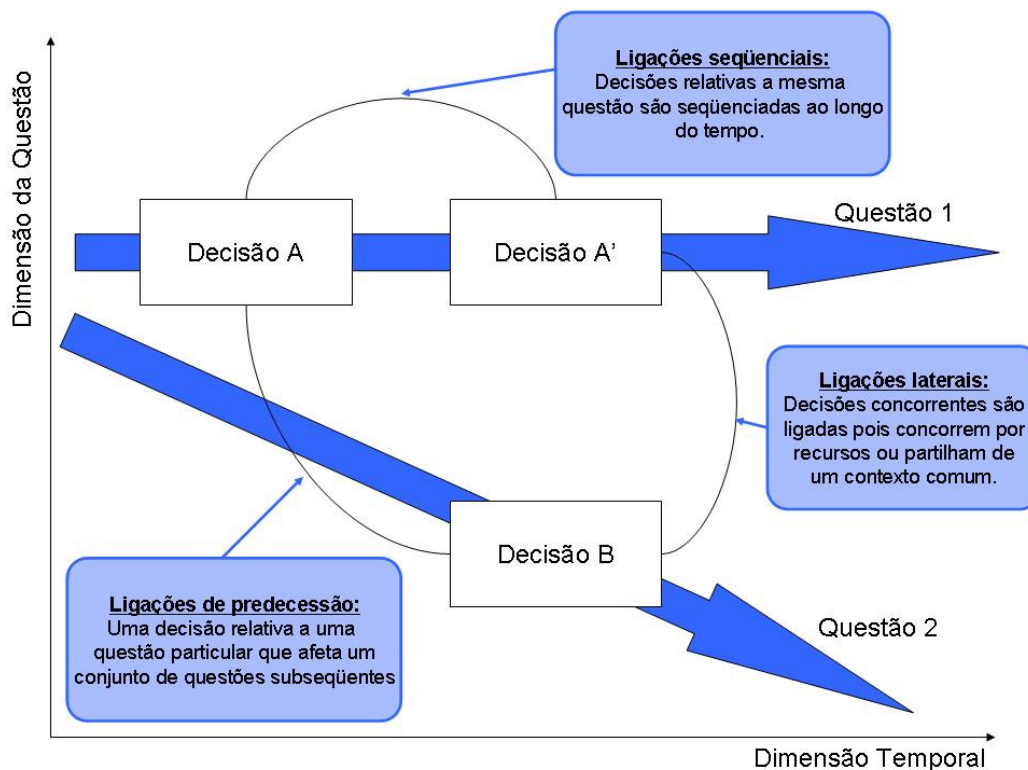 Dimensão da Questão
Ligações seqüenciais:
Decisões relativas a mesma
questão são seqüenciadas ao longo
do tempo.
Questão 1
Decisão A
Decisão A’
Ligações laterais:
Decisões concorrentes são
ligadas pois concorrem por
recursos ou partilham de
um contexto comum.
Decisão B
Ligações de predecessão:
Uma decisão relativa a uma
questão particular que afeta um
conjunto de questões subseqüentes
Questão 2
Dimensão Temporal